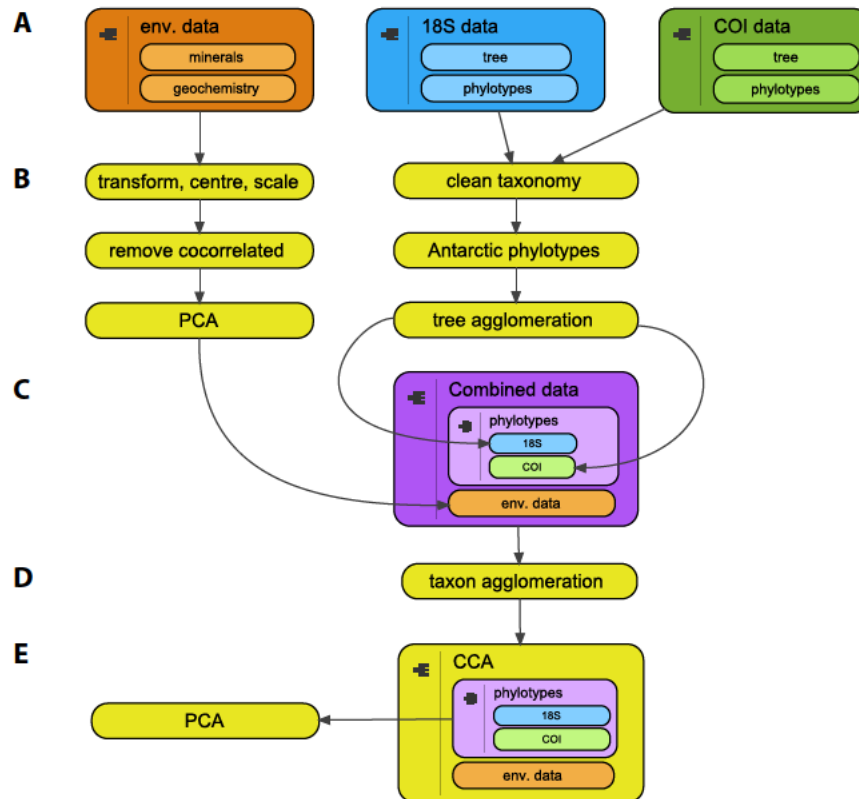 A
env. data
minerals
geochemistry
18S data
tree
phylotypes
COI data
tree
phylotypes
B
transform, centre, scale
clean taxonomy
remove cocorrelated
Antarctic phylotypes
PCA
tree agglomeration
C
Combined data
phylotypes
18S
COI
env. data
D
taxon agglomeration
E
CCA
phylotypes
18S
COI
env. data
PCA